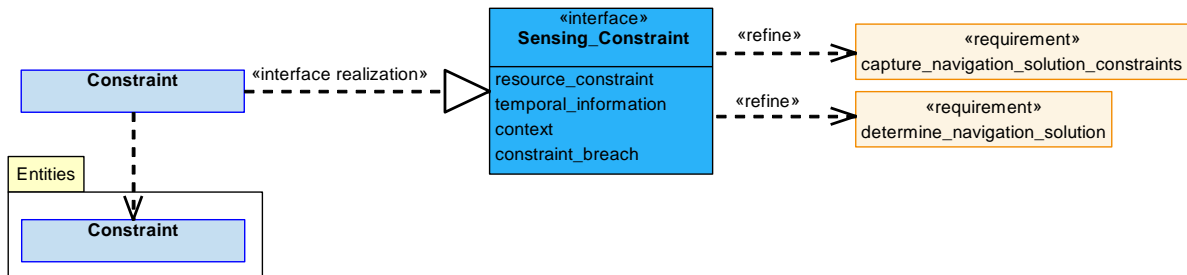 «interface»
Sensing_Constraint
resource_constraint
temporal_information
context
constraint_breach
Constraint
«interface realization»
«refine»
«requirement»
capture_navigation_solution_constraints
«refine»
«requirement»
determine_navigation_solution
Entities
Constraint